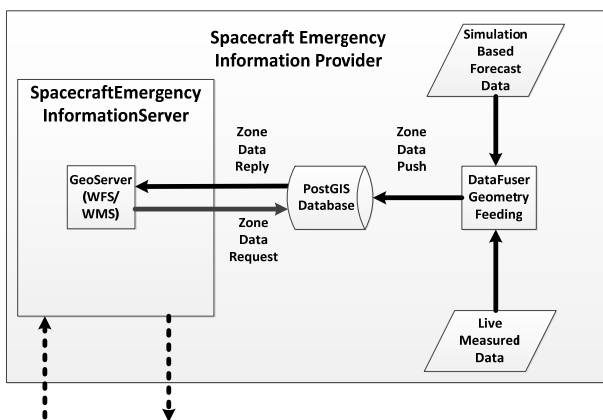 Spacecraft Emergency
Information Provider
Simulation
Based
Forecast
Data
SpacecraftEmergency
InformationServer
Zone
Data
Reply
Zone
Data
Push
GeoServer
(WFS/
WMS)
PostGIS
Database
DataFuser
Geometry
Feeding
Zone
Data
Request
Live
Measured
Data